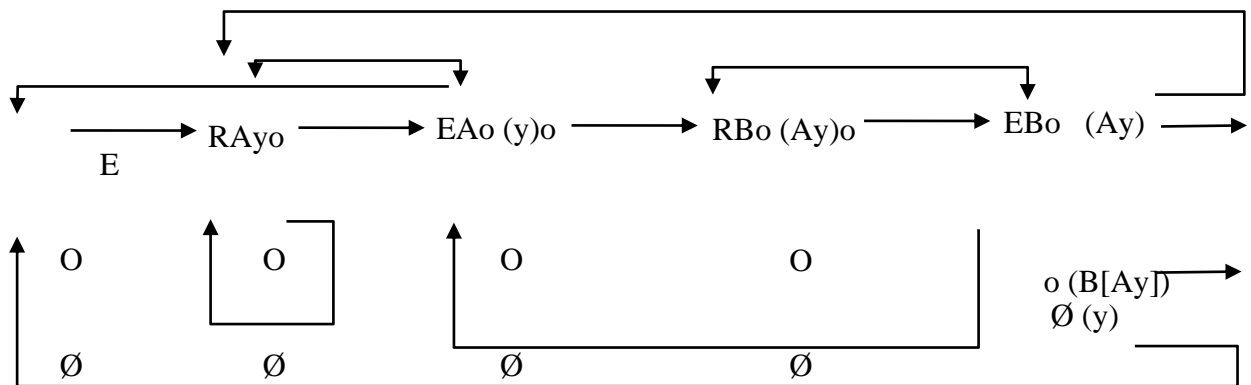 RAyo EAo (y)o RBo (Ay)o EBo (Ay)
E
O O O O
o (B[Ay])
Ø (y)
Ø Ø Ø Ø